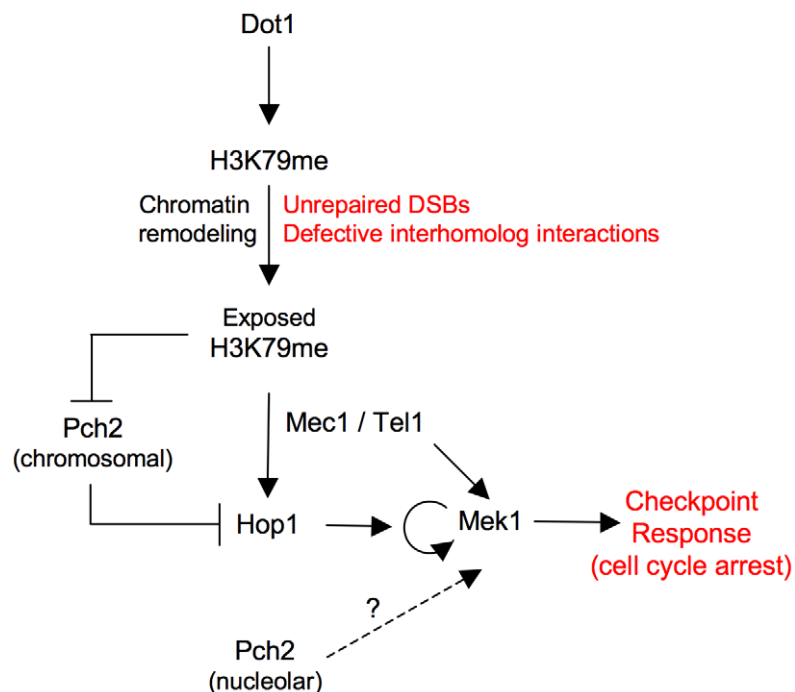 Dot1
H3K79me
Chromatin
remodeling
Unrepaired DSBs
Defective interhomolog interactions
Exposed
H3K79me
Pch2
(chromosomal)
Mec1 / Tel1
Hop1
Mek1
Checkpoint
Response
(cell cycle arrest)
?
Pch2
(nucleolar)